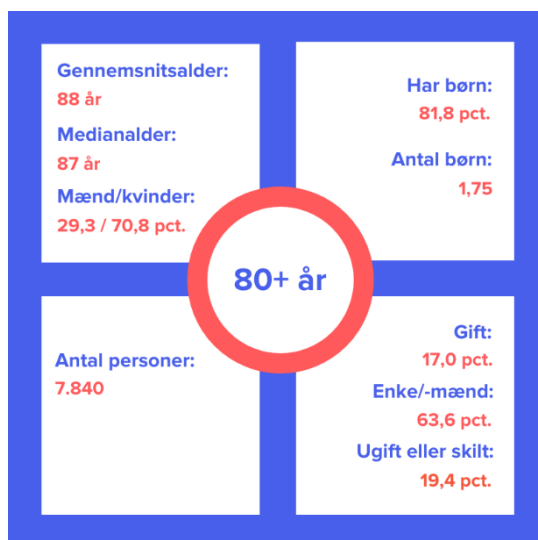 Gennemsnitsalder:
88 år
Medianalder:
87 år
Mænd/kvinder:
29,3 / 70,8 pct.
Har børn:
81,8 pct.
Antal børn:
1,75
80+ år
Antal personer:
7.840
Gift:
17,0 pct.
Enke/-mænd:
63,6 pct.
Ugift eller skilt:
19,4 pct.